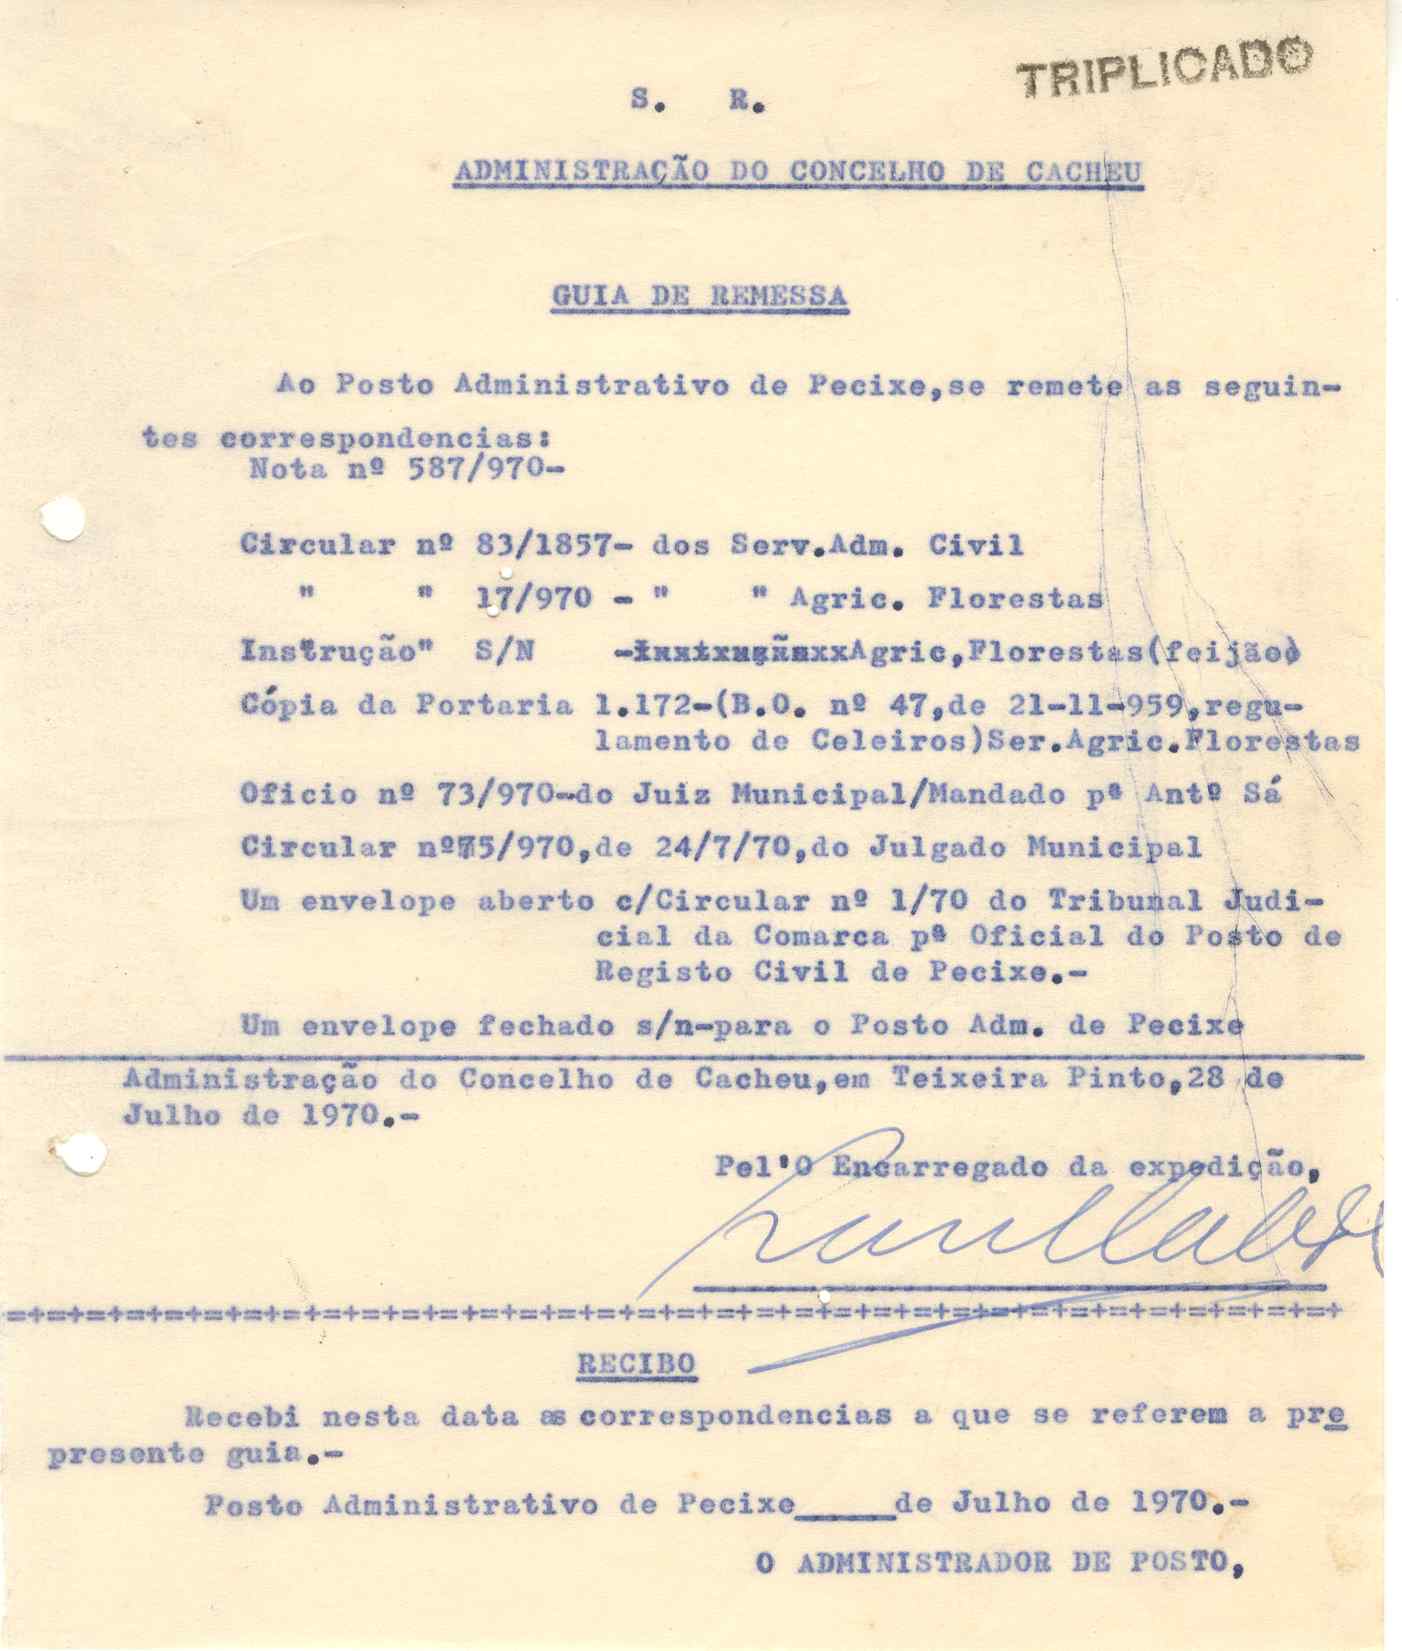 TRIPLICADO
S. R.
ADMINISTRAÇÃO DO CONCELHO DE CACHEU
GUIA DE REMESSA
Ao Posto Administrativo de Pecixe,se remete as seguin-
tes correspondencias:
Nota nº 587/970-
Circular nº 83/1857- dos Serv.Adm. Civil
" " 17/970 - " " Agric. Florestas
Instrução" S/N - Agric,Florestas(feijão)
Cópia da Portaria 1.172-(B.O. nº 47,de 21-11-959,regu-
lamento de Celeiros)Ser.Agric.Florestas
Oficio nº 73/970-do Juiz Municipal/Mandado pª Antº Sá
Circular nº75/970,de 24/7/70,do Julgado Municipal
Um envelope aberto c/Circular nº 1/70 do Tribunal Judi-
cial da Comarca pª Oficial do Posto de
Registo Civil de Pecixe.-
Um envelope fechado s/n-para o Posto Adm. de Pecixe
Administração do Concelho de Cacheu,em Teixeira Pinto,28 de
Julho de 1970.-
Pel'O Encarregado da expedição,
=+=+=+=+=+=+=+=+=+=+=+=+=+=+=+=+=+=+=+=+=+=+=+=+=+=+=+=+=+=+=+=+=+=+
RECIBO
Recebi nesta data as correspondencias a que se referem a pre
presente guia.-
Posto Administrativo de Pecixe_____de Julho de 1970.-
O ADMINISTRADOR DE POSTO,